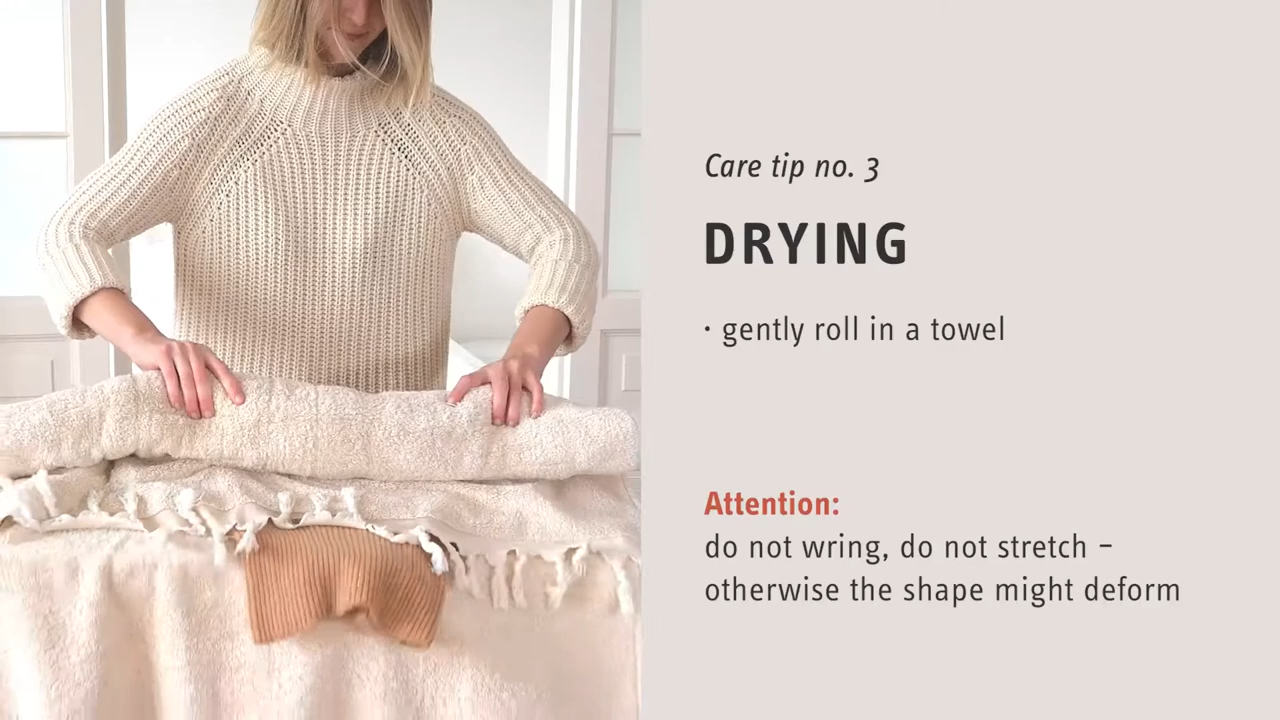 Care tip no. 3
DRYING
· gently roll in a towel
Attention:
do not wring, do not stretch –
otherwise the shape might deform